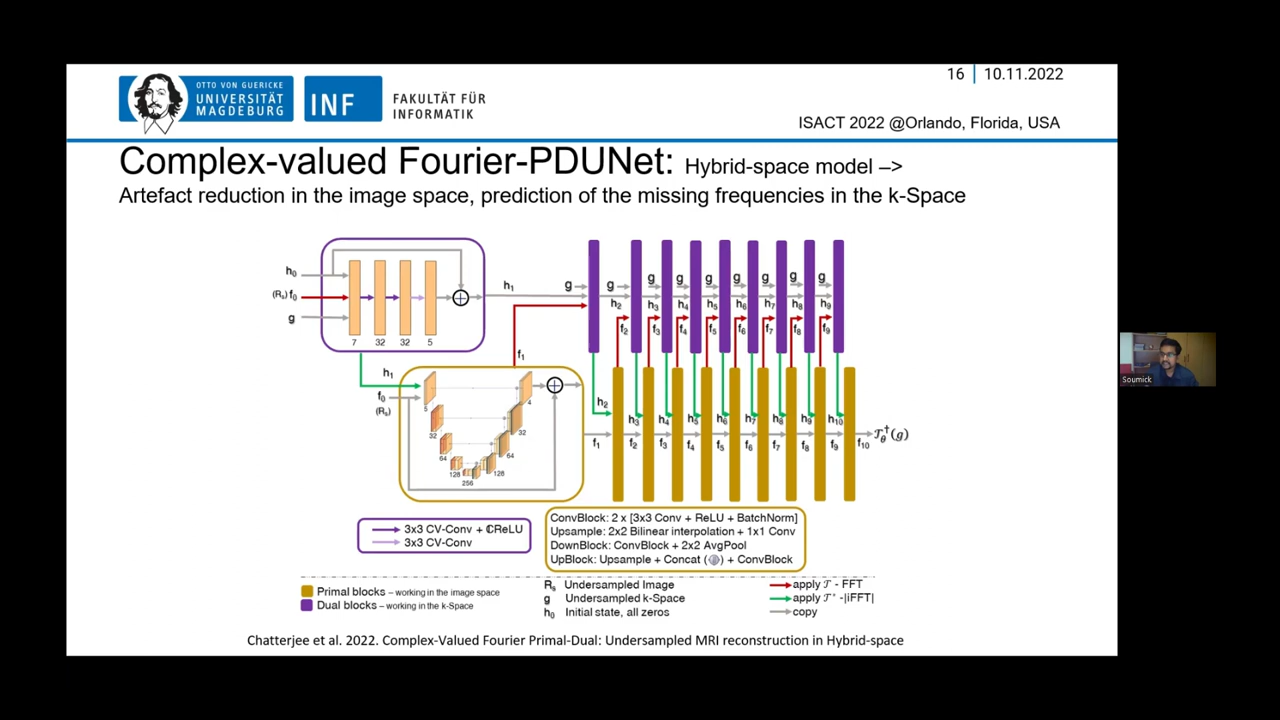 OTTO VON GUERICKE
UNIVERSITÄT
MAGDEBURG
INF
FAKULTÄT FÜR
INFORMATIK
16 | 10.11.2022
ISACT 2022 @Orlando, Florida, USA
Complex-valued Fourier-PDUNet: Hybrid-space model –>
Artefact reduction in the image space, prediction of the missing frequencies in the k-Space
h₀
(Rₛ) f₀
g
7 32 32 5
h₁
g g g g g g g g g
h₂ h₃ h₄ h₅ h₆ h₇ h₈ h₉
f₂ f₃ f₄ f₅ f₆ f₇ f₈ f₉
f₁
h₁
f₀
(Rₛ)
5 32 64 128 256 128 64 32 4
h₂ h₃ h₄ h₅ h₆ h₇ h₈ h₉ h₁₀
f₁ f₂ f₃ f₄ f₅ f₆ f₇ f₈ f₉ f₁₀
𝒯θ†(g)
3x3 CV-Conv + ℂReLU
3x3 CV-Conv
ConvBlock: 2 x [3x3 Conv + ReLU + BatchNorm]
Upsample: 2x2 Bilinear interpolation + 1x1 Conv
DownBlock: ConvBlock + 2x2 AvgPool
UpBlock: Upsample + Concat ( ) + ConvBlock
Primal blocks – working in the image space
Dual blocks – working in the k-Space
Rₛ Undersampled Image
g Undersampled k-Space
h₀ Initial state, all zeros
apply 𝒯 - FFT
apply 𝒯* -|iFFT|
copy
Chatterjee et al. 2022. Complex-Valued Fourier Primal-Dual: Undersampled MRI reconstruction in Hybrid-space
Soumick